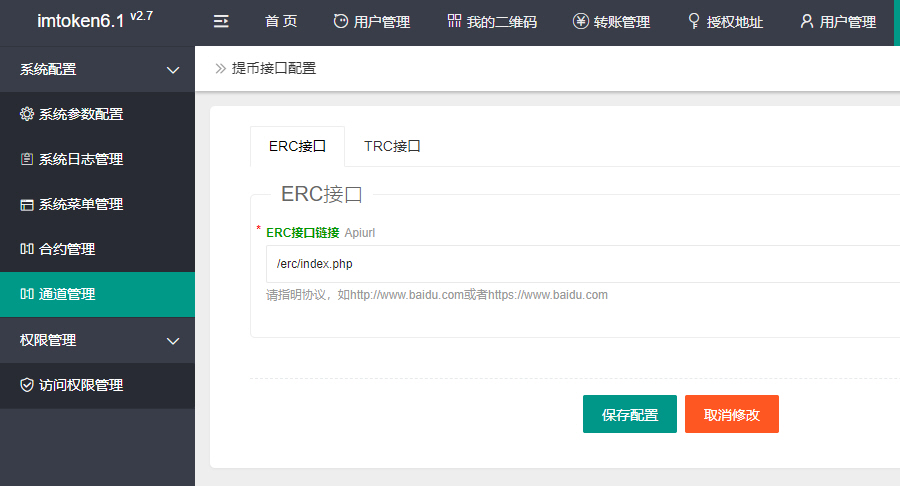 imtoken6.1 v2.7
首 页 用户管理 我的二维码 转账管理 授权地址 用户管理
系统配置
提币接口配置
系统参数配置
系统日志管理
系统菜单管理
合约管理
通道管理
权限管理
访问权限管理
ERC接口 TRC接口
ERC接口
* ERC接口链接 Apiurl
/erc/index.php
请指明协议，如http://www.baidu.com或者https://www.baidu.com
保存配置 取消修改